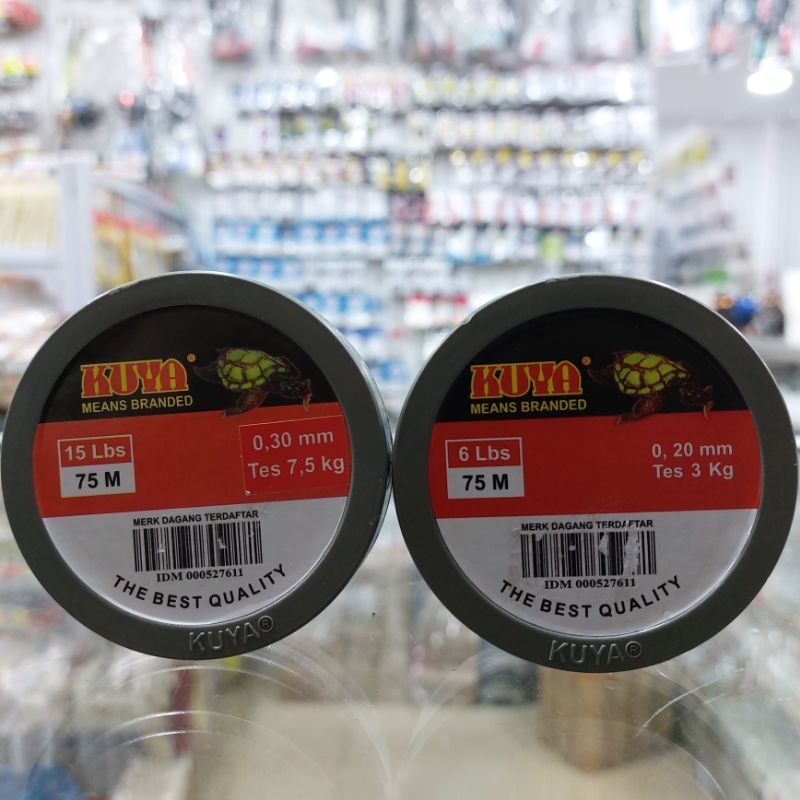 KUYA®
MEANS BRANDED
15 Lbs
75 M
0,30 mm
Tes 7,5 kg
MERK DAGANG TERDAFTAR
IDM 000527611
THE BEST QUALITY
KUYA®
KUYA®
MEANS BRANDED
6 Lbs
75 M
0, 20 mm
Tes 3 Kg
MERK DAGANG TERDAFTAR
IDM 000527611
THE BEST QUALITY
KUYA®